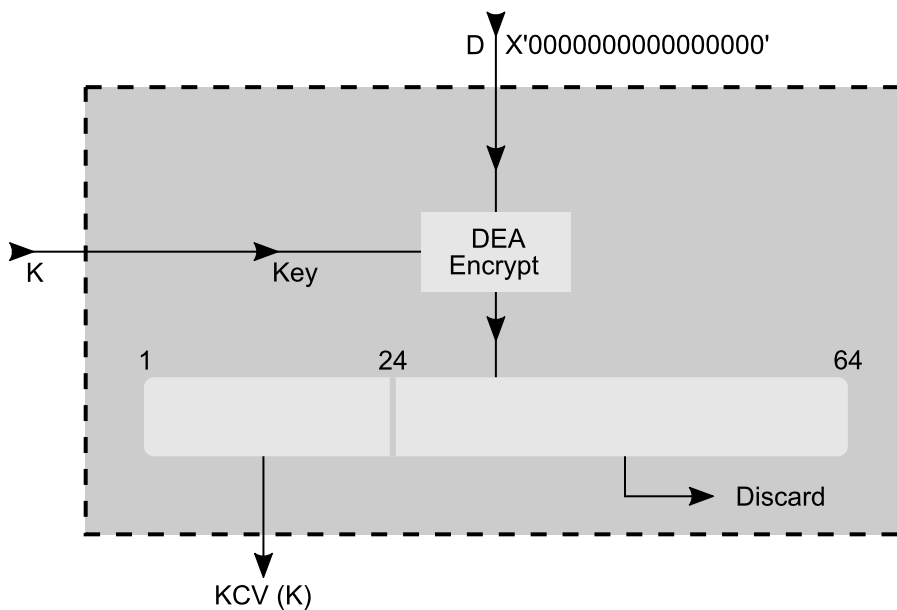 D X'0000000000000000'
DEA
Encrypt
K
Key
1
24
64
Discard
KCV (K)